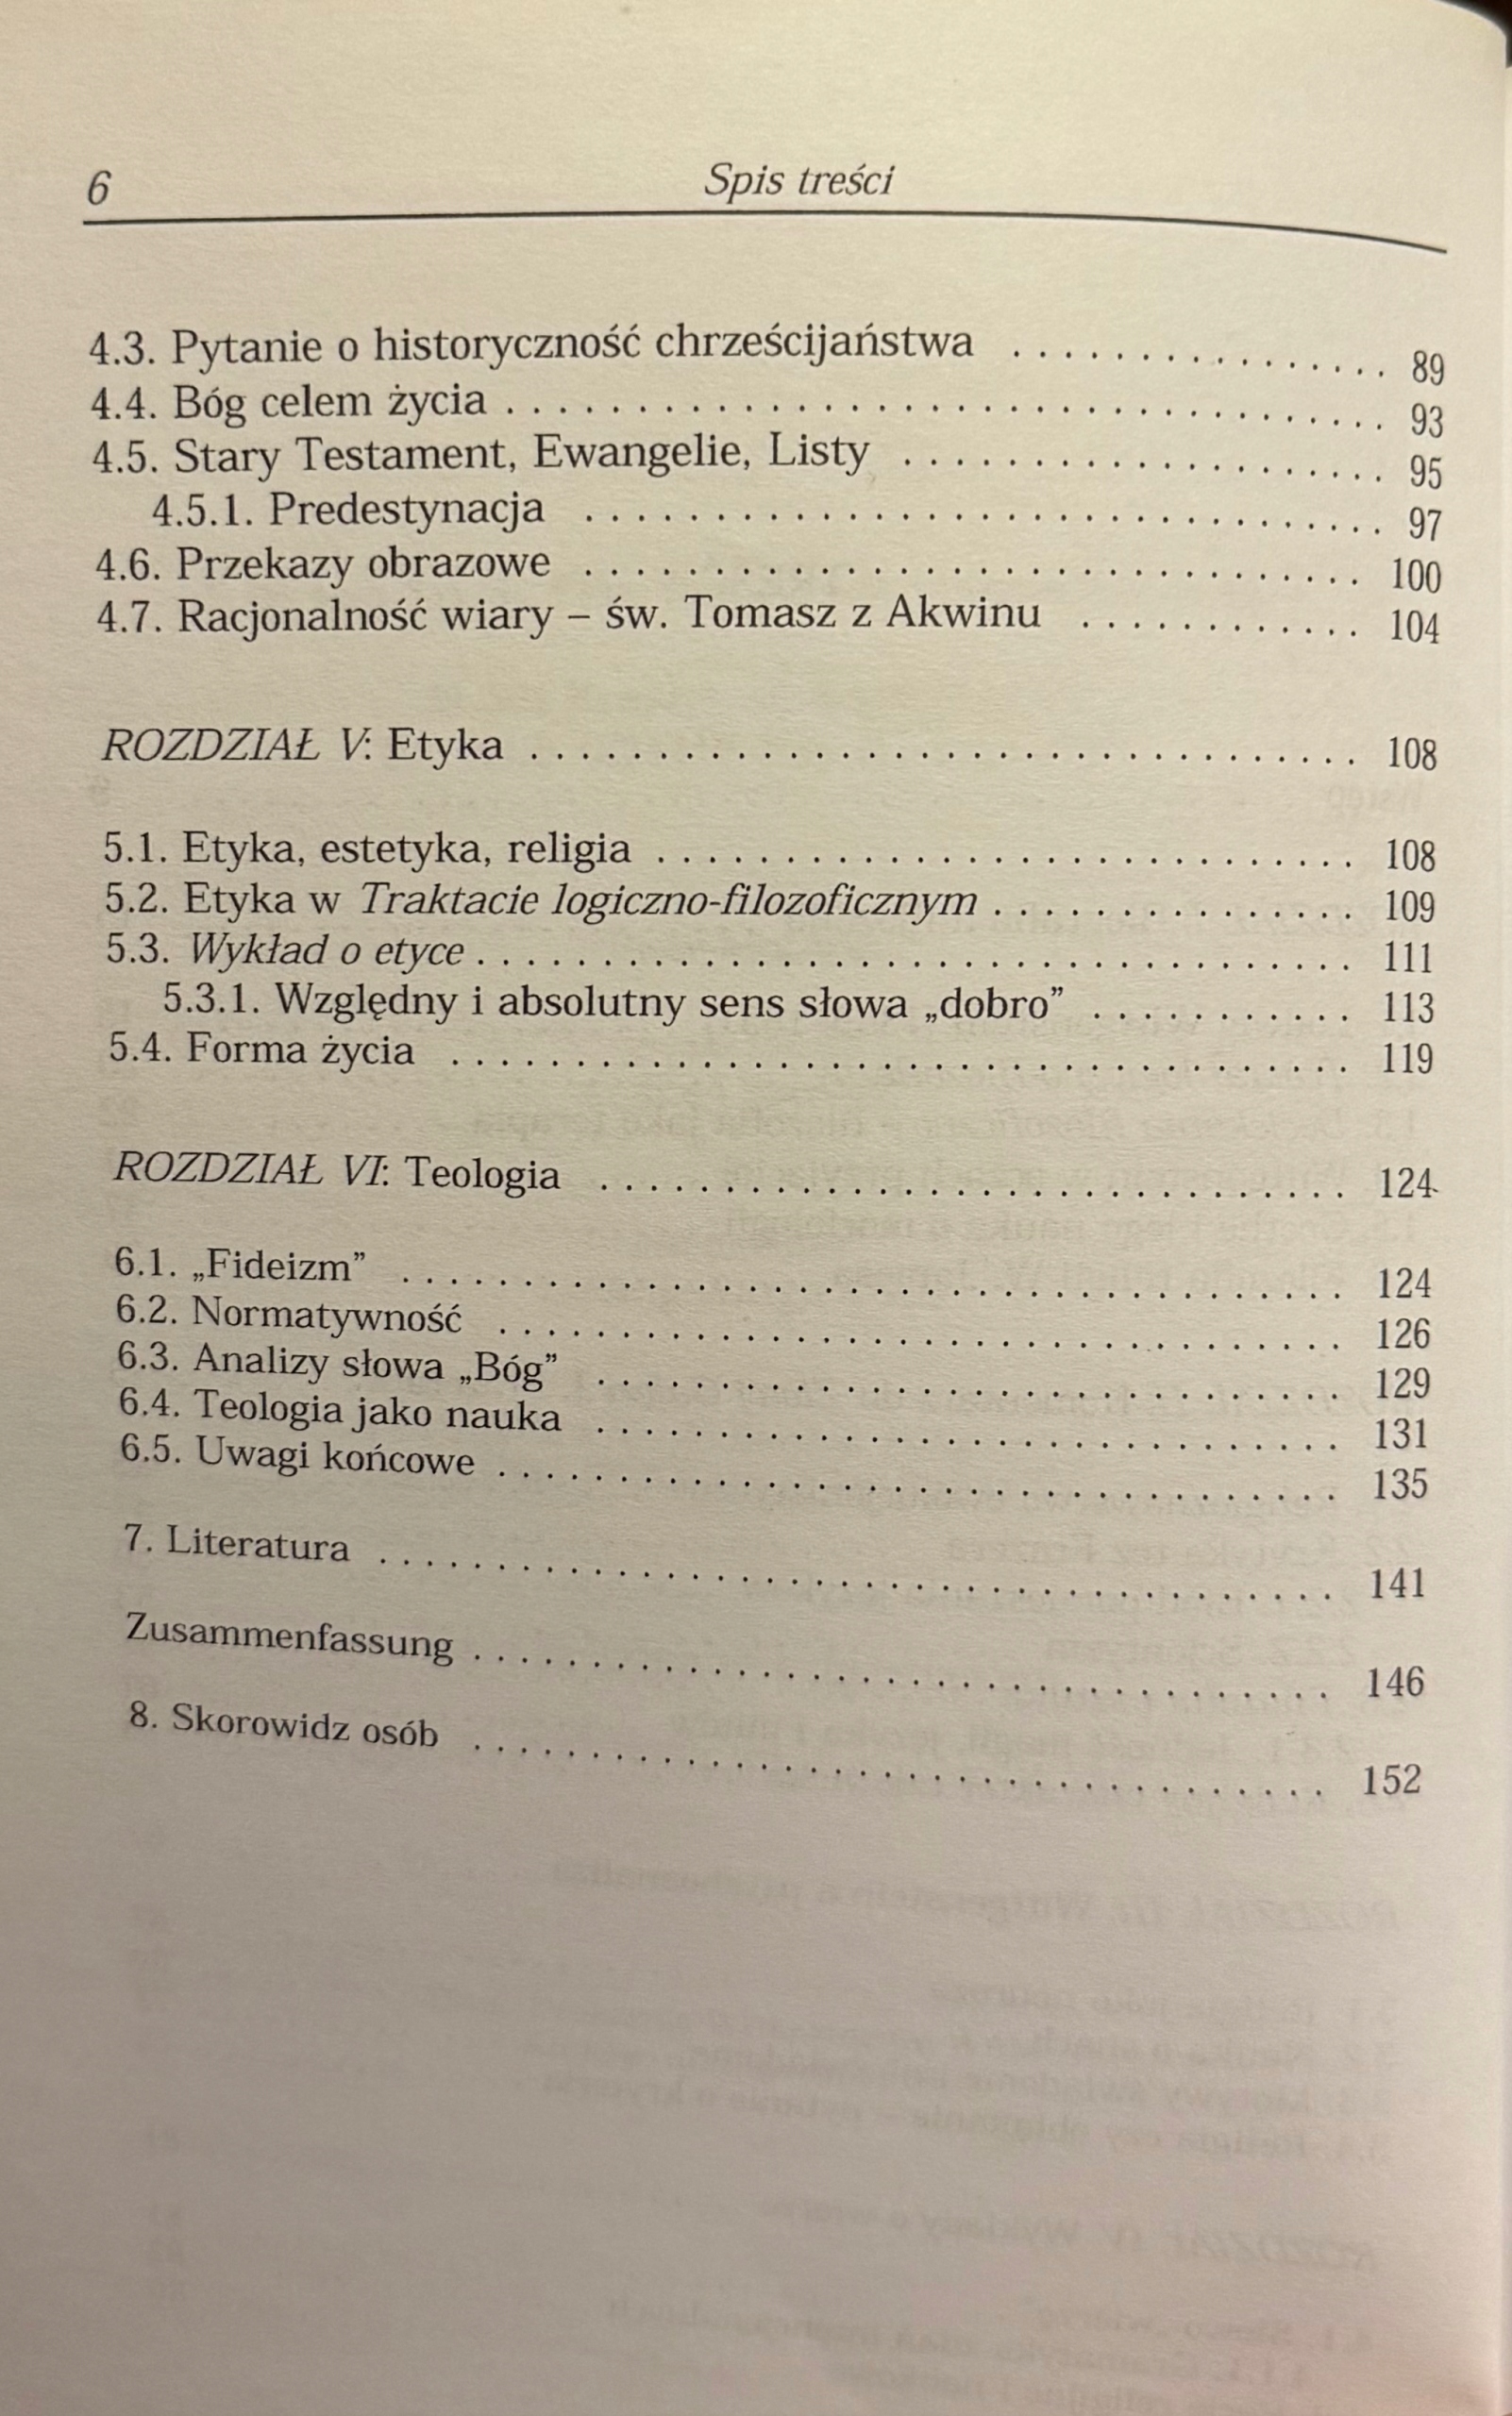 6 Spis treści
4.3. Pytanie o historyczność chrześcijaństwa . . . . . . . . . . . . . . . 89
4.4. Bóg celem życia . . . . . . . . . . . . . . . . . . . . . . . . . . . . . . . . . . 93
4.5. Stary Testament, Ewangelie, Listy . . . . . . . . . . . . . . . . . . . 95
4.5.1. Predestynacja . . . . . . . . . . . . . . . . . . . . . . . . . . . . . . . 97
4.6. Przekazy obrazowe . . . . . . . . . . . . . . . . . . . . . . . . . . . . . . 100
4.7. Racjonalność wiary – św. Tomasz z Akwinu . . . . . . . . . . . . 104
ROZDZIAŁ V: Etyka . . . . . . . . . . . . . . . . . . . . . . . . . . . . . . . . 108
5.1. Etyka, estetyka, religia . . . . . . . . . . . . . . . . . . . . . . . . . . . 108
5.2. Etyka w Traktacie logiczno-filozoficznym . . . . . . . . . . . . . . 109
5.3. Wykład o etyce . . . . . . . . . . . . . . . . . . . . . . . . . . . . . . . . . . 111
5.3.1. Względny i absolutny sens słowa „dobro” . . . . . . . . . . . 113
5.4. Forma życia . . . . . . . . . . . . . . . . . . . . . . . . . . . . . . . . . . . 119
ROZDZIAŁ VI: Teologia . . . . . . . . . . . . . . . . . . . . . . . . . . . . . 124
6.1. „Fideizm” . . . . . . . . . . . . . . . . . . . . . . . . . . . . . . . . . . . . . 124
6.2. Normatywność . . . . . . . . . . . . . . . . . . . . . . . . . . . . . . . . . 126
6.3. Analizy słowa „Bóg” . . . . . . . . . . . . . . . . . . . . . . . . . . . . . 129
6.4. Teologia jako nauka . . . . . . . . . . . . . . . . . . . . . . . . . . . . . 131
6.5. Uwagi końcowe . . . . . . . . . . . . . . . . . . . . . . . . . . . . . . . . . 135
7. Literatura . . . . . . . . . . . . . . . . . . . . . . . . . . . . . . . . . . . . . . 141
Zusammenfassung . . . . . . . . . . . . . . . . . . . . . . . . . . . . . . . . . . 146
8. Skorowidz osób . . . . . . . . . . . . . . . . . . . . . . . . . . . . . . . . . . 152